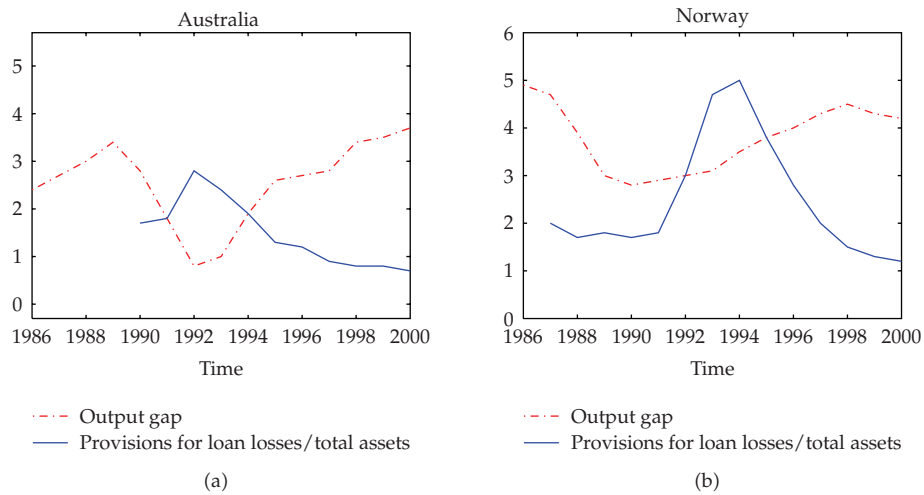 Australia
5
4
3
2
1
0
1986 1988 1990 1992 1994 1996 1998 2000
Time
Output gap
Provisions for loan losses/total assets
(a)
Norway
6
5
4
3
2
1
0
1986 1988 1990 1992 1994 1996 1998 2000
Time
Output gap
Provisions for loan losses/total assets
(b)